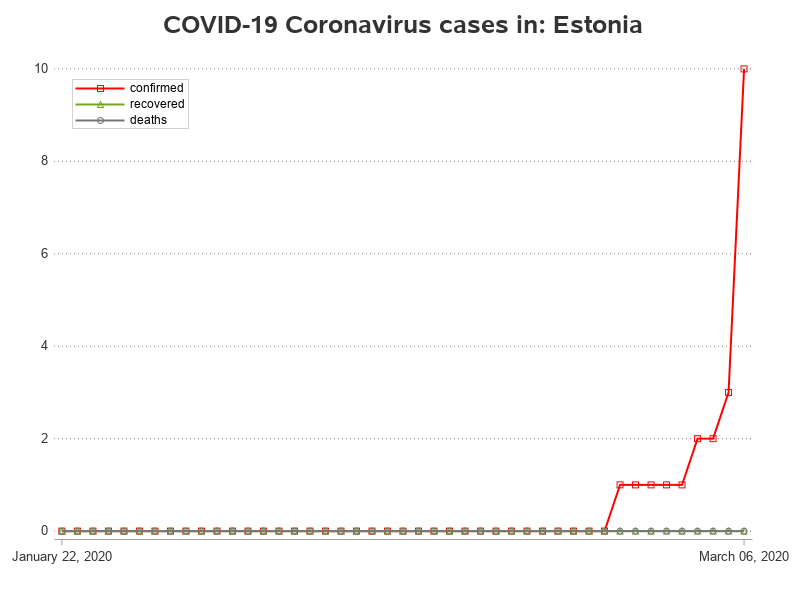 COVID-19 Coronavirus cases in: Estonia
10
confirmed
recovered
deaths
8
6
4
2
0
January 22, 2020
March 06, 2020